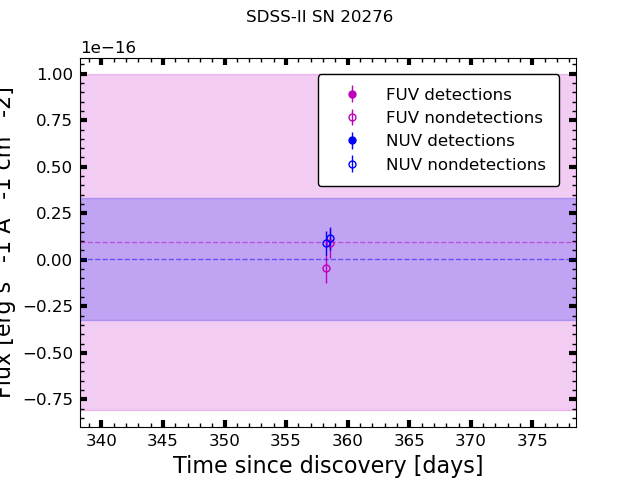 SDSS-II SN 20276
1e−16
1.00
0.75
0.50
0.25
0.00
−0.25
−0.50
−0.75
Flux [erg s -1 A -1 cm -2]
FUV detections
FUV nondetections
NUV detections
NUV nondetections
340 345 350 355 360 365 370 375
Time since discovery [days]